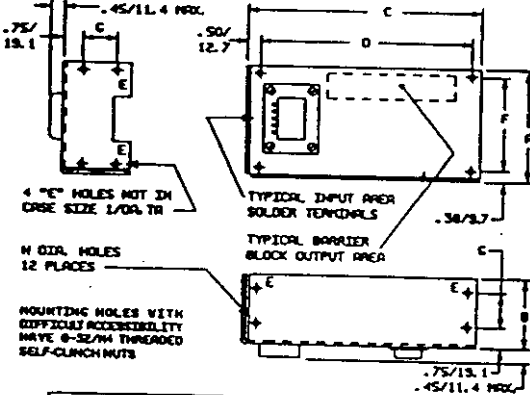 .45/11.4 MAX.
.75/
19.1
G
E
E
.50/
12.7
C
D
F
4 "E" HOLES NOT IN
CASE SIZE 1/OA, TR
TYPICAL INPUT AREA
SOLDER TERMINALS
.38/9.7
TYPICAL BARRIER
BLOCK OUTPUT AREA
N DIA. HOLES
12 PLACES
G
E
E
B
MOUNTING HOLES WITH
DIFFICULT ACCESSIBILITY
HAVE 8-32/M4 THREADED
SELF-CLINCH NUTS
.75/19.1
.45/11.4 MAX.